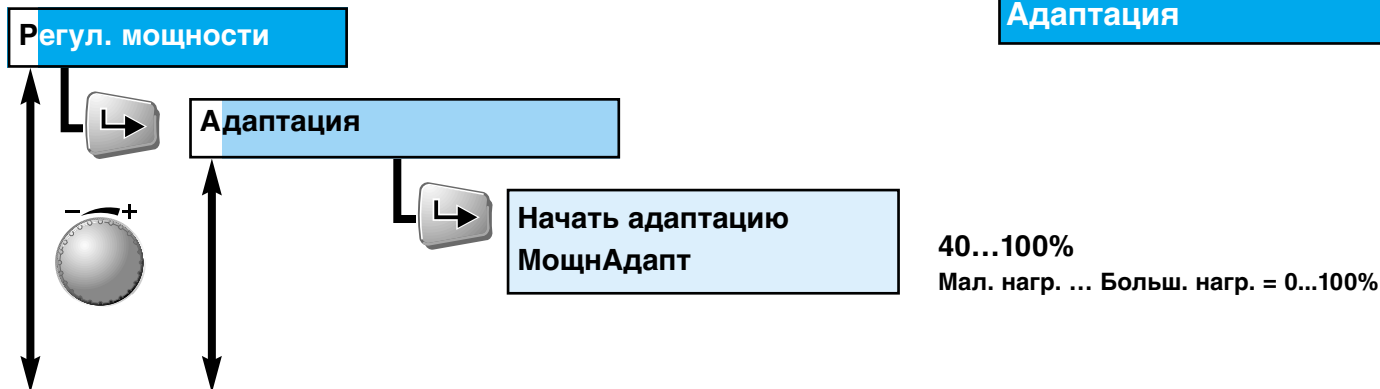 Адаптация
Регул. мощности
Адаптация
− +
Начать адаптацию
МощнАдапт
40...100%
Мал. нагр. ... Больш. нагр. = 0...100%